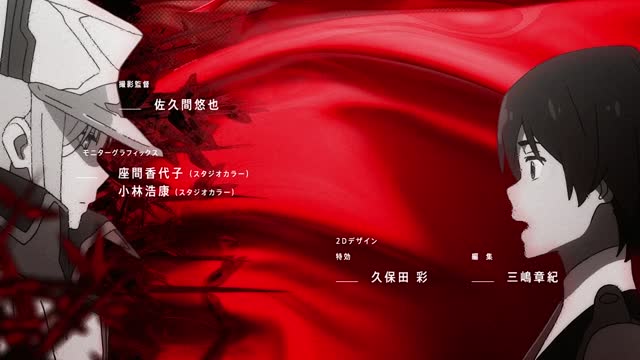 撮影監督
佐久間悠也
モニターグラフィックス
座間香代子(スタジオカラー)
小林浩康(スタジオカラー)
2Dデザイン
特効
久保田 彩
編 集
三嶋章紀